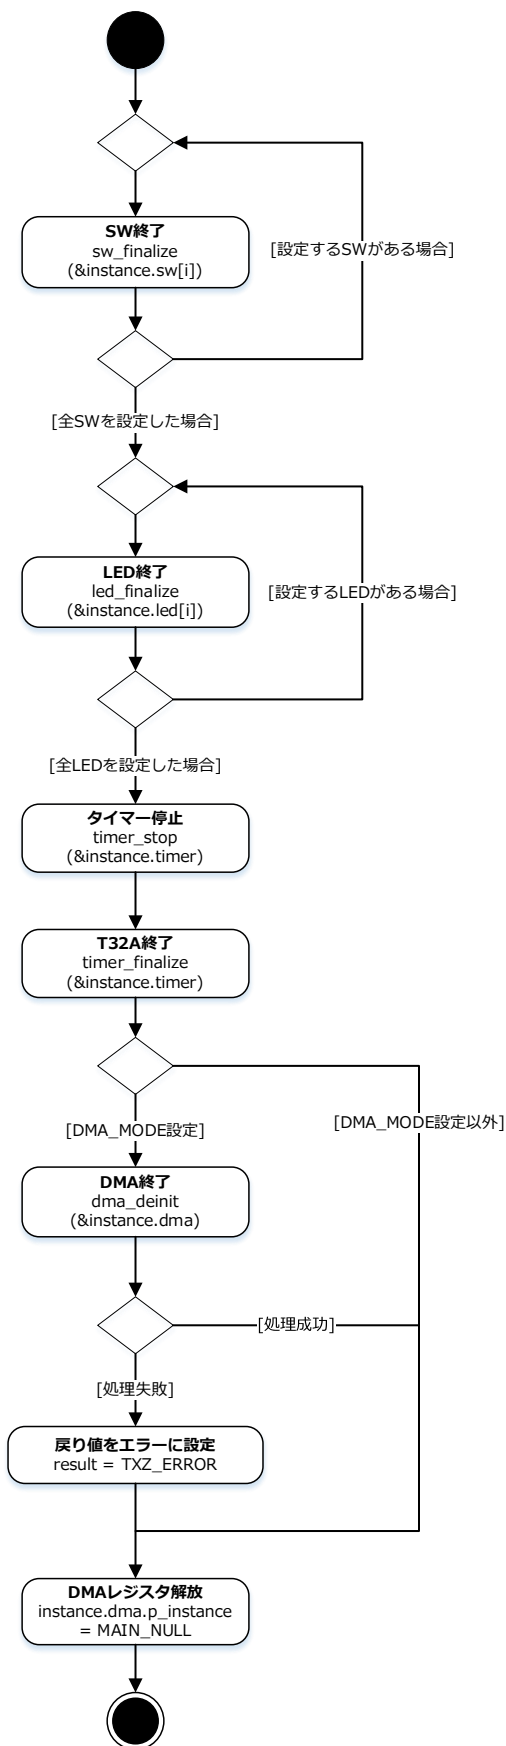 SW終了
sw_finalize
(&instance.sw[i])
[設定するSWがある場合]
[全SWを設定した場合]
LED終了
led_finalize
(&instance.led[i])
[設定するLEDがある場合]
[全LEDを設定した場合]
タイマー停止
timer_stop
(&instance.timer)
T32A終了
timer_finalize
(&instance.timer)
[DMA_MODE設定以外]
[DMA_MODE設定]
DMA終了
dma_deinit
(&instance.dma)
[処理成功]
[処理失敗]
戻り値をエラーに設定
result = TXZ_ERROR
DMAレジスタ解放
instance.dma.p_instance
= MAIN_NULL